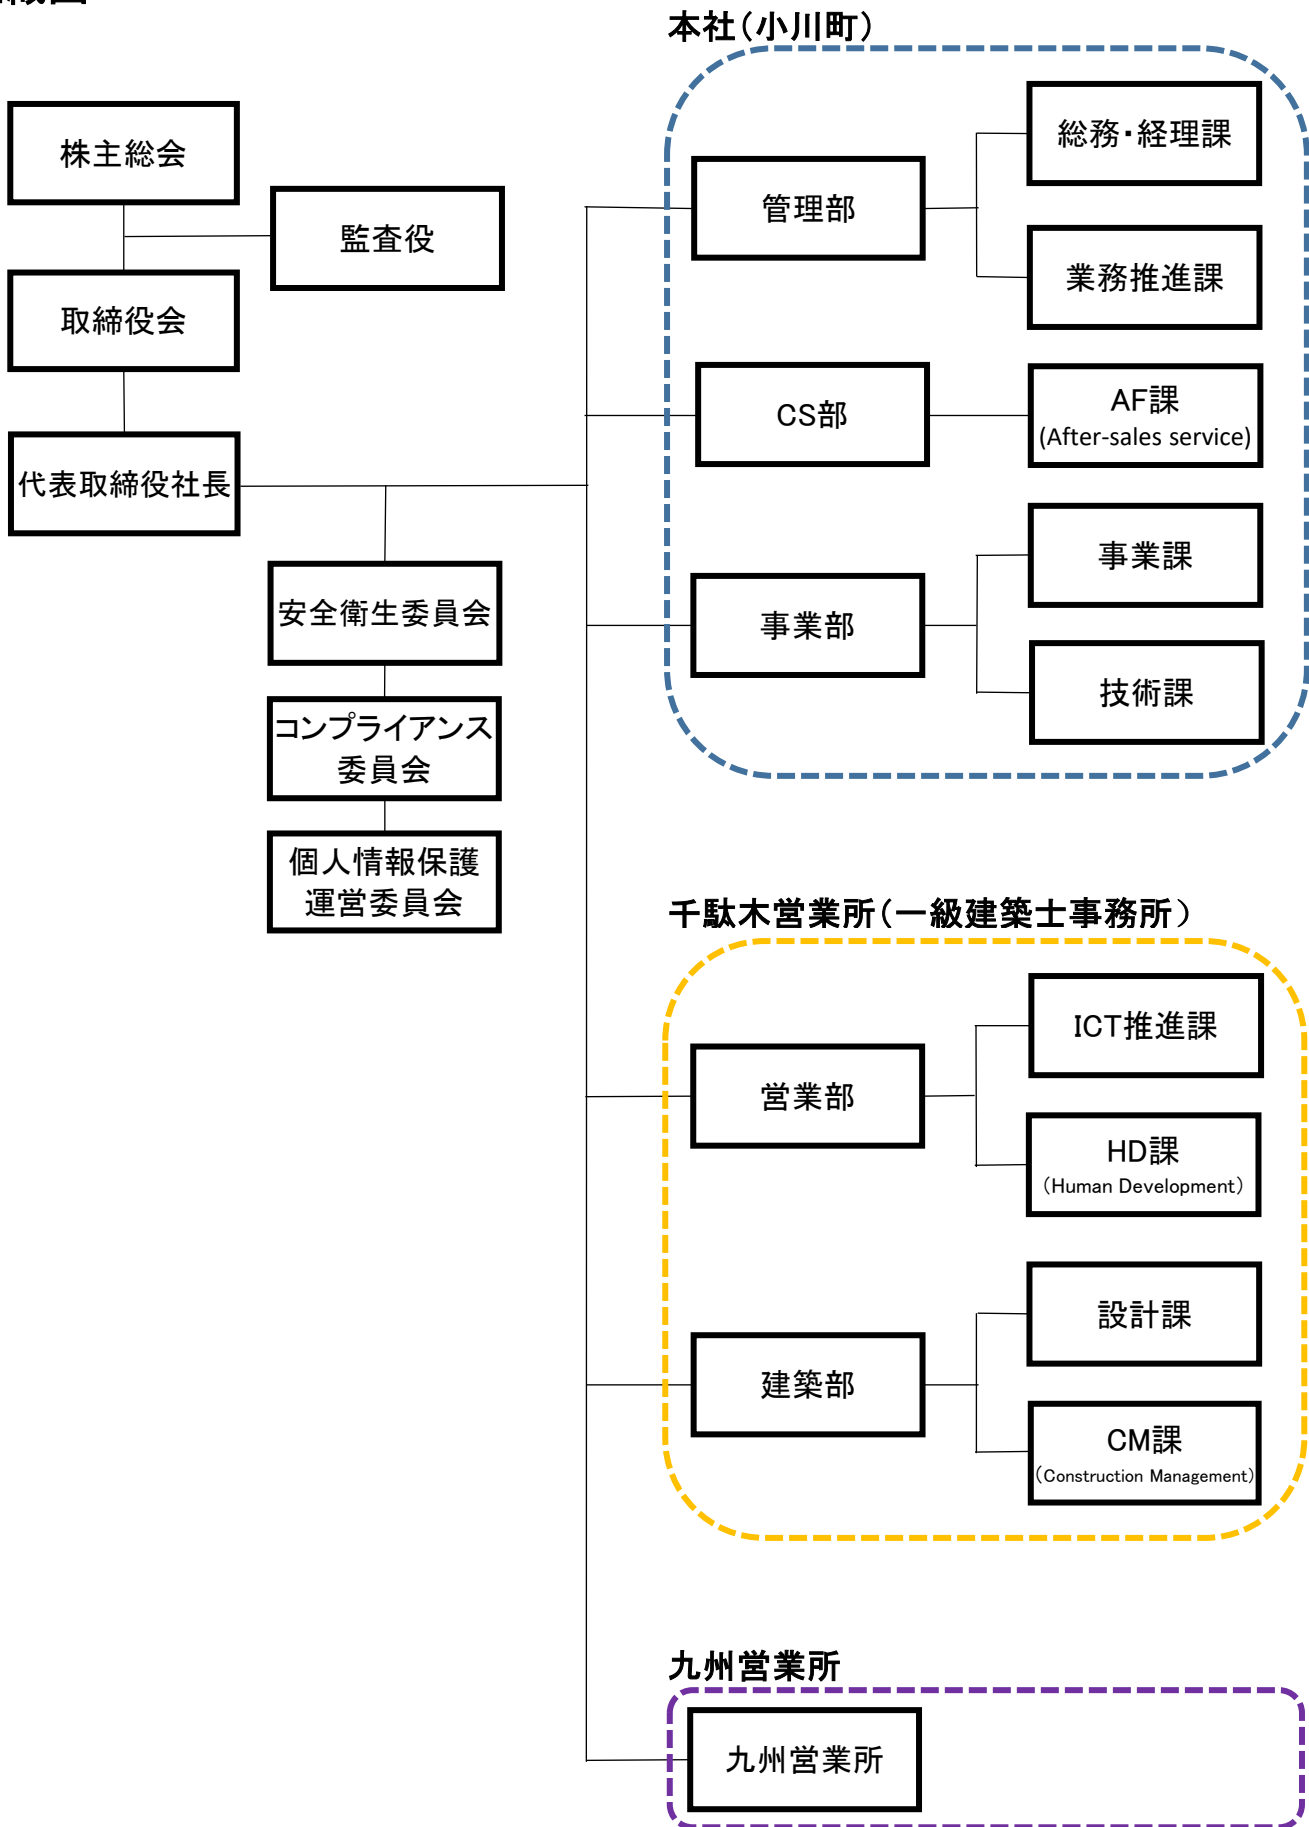 本社（小川町）
株主総会
監査役
取締役会
代表取締役社長
安全衛生委員会
コンプライアンス
委員会
個人情報保護
運営委員会
管理部
総務・経理課
業務推進課
CS部
AF課
(After-sales service)
事業部
事業課
技術課
千駄木営業所（一級建築士事務所）
営業部
ICT推進課
HD課
（Human Development）
建築部
設計課
CM課
（Construction Management）
九州営業所
九州営業所